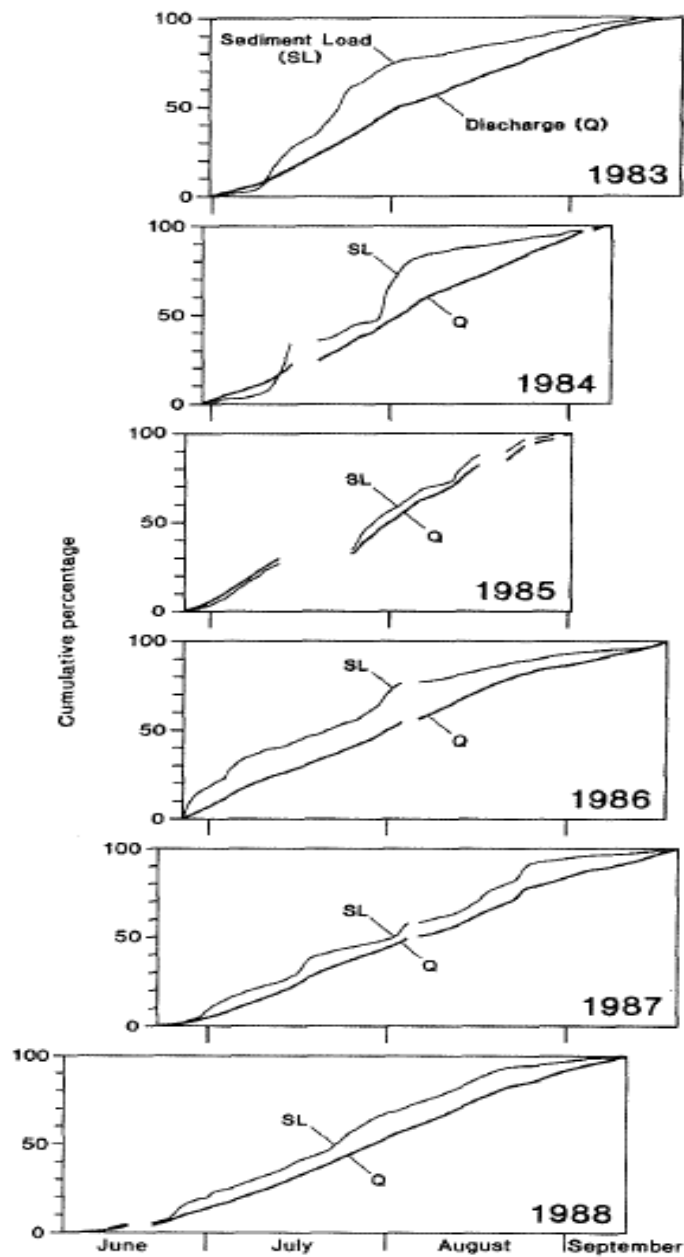 Cumulative percentage
100
50
0
Sediment Load
(SL)
Discharge (Q)
1983
100
50
0
SL
Q
1984
100
50
0
SL
Q
1985
100
50
0
SL
Q
1986
100
50
0
SL
Q
1987
100
50
0
SL
Q
1988
June July August September